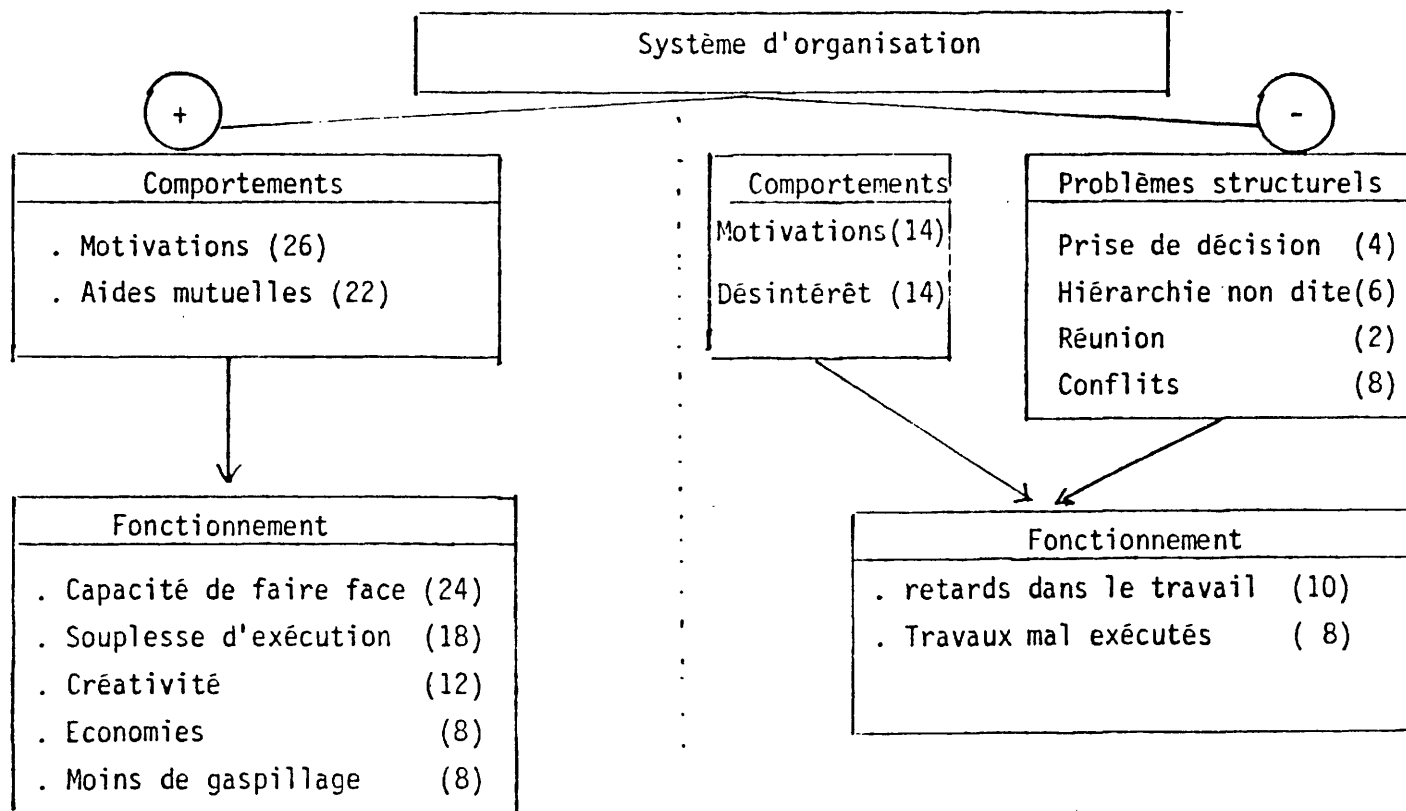 Système d'organisation
+
-
Comportements
. Motivations (26)
. Aides mutuelles (22)
Comportements
Motivations(14)
Désintérêt (14)
Problèmes structurels
Prise de décision (4)
Hiérarchie non dite(6)
Réunion (2)
Conflits (8)
Fonctionnement
. Capacité de faire face (24)
. Souplesse d'exécution (18)
. Créativité (12)
. Economies (8)
. Moins de gaspillage (8)
Fonctionnement
. retards dans le travail (10)
. Travaux mal exécutés ( 8)